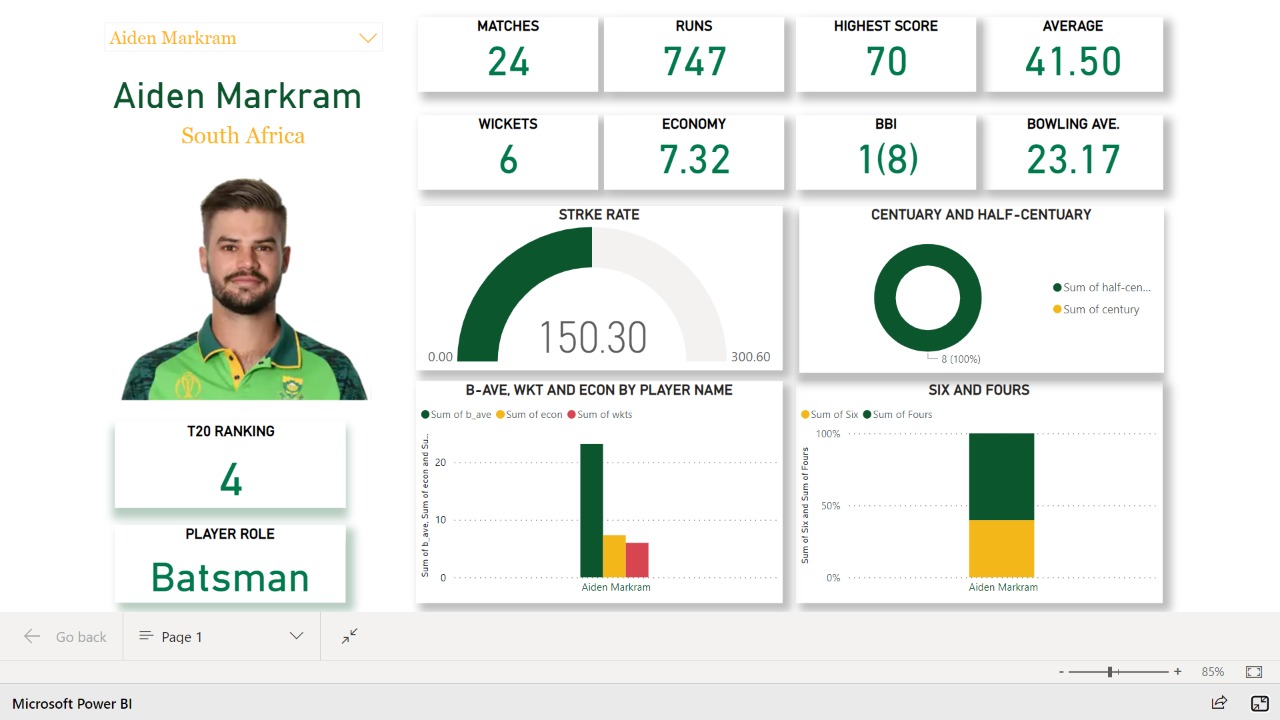 Aiden Markram
Aiden Markram
South Africa
T20 RANKING
4
PLAYER ROLE
Batsman
MATCHES
24
RUNS
747
HIGHEST SCORE
70
AVERAGE
41.50
WICKETS
6
ECONOMY
7.32
BBI
1(8)
BOWLING AVE.
23.17
STRKE RATE
150.30
0.00
300.60
CENTUARY AND HALF-CENTUARY
Sum of half-cen...
Sum of century
8 (100%)
B-AVE, WKT AND ECON BY PLAYER NAME
Sum of b_ave Sum of econ Sum of wkts
Sum of b_ave, Sum of econ and Su...
20
10
0
Aiden Markram
SIX AND FOURS
Sum of Six Sum of Fours
Sum of Six and Sum of Fours
100%
50%
0%
Aiden Markram
Go back
Page 1
- + 85%
Microsoft Power BI